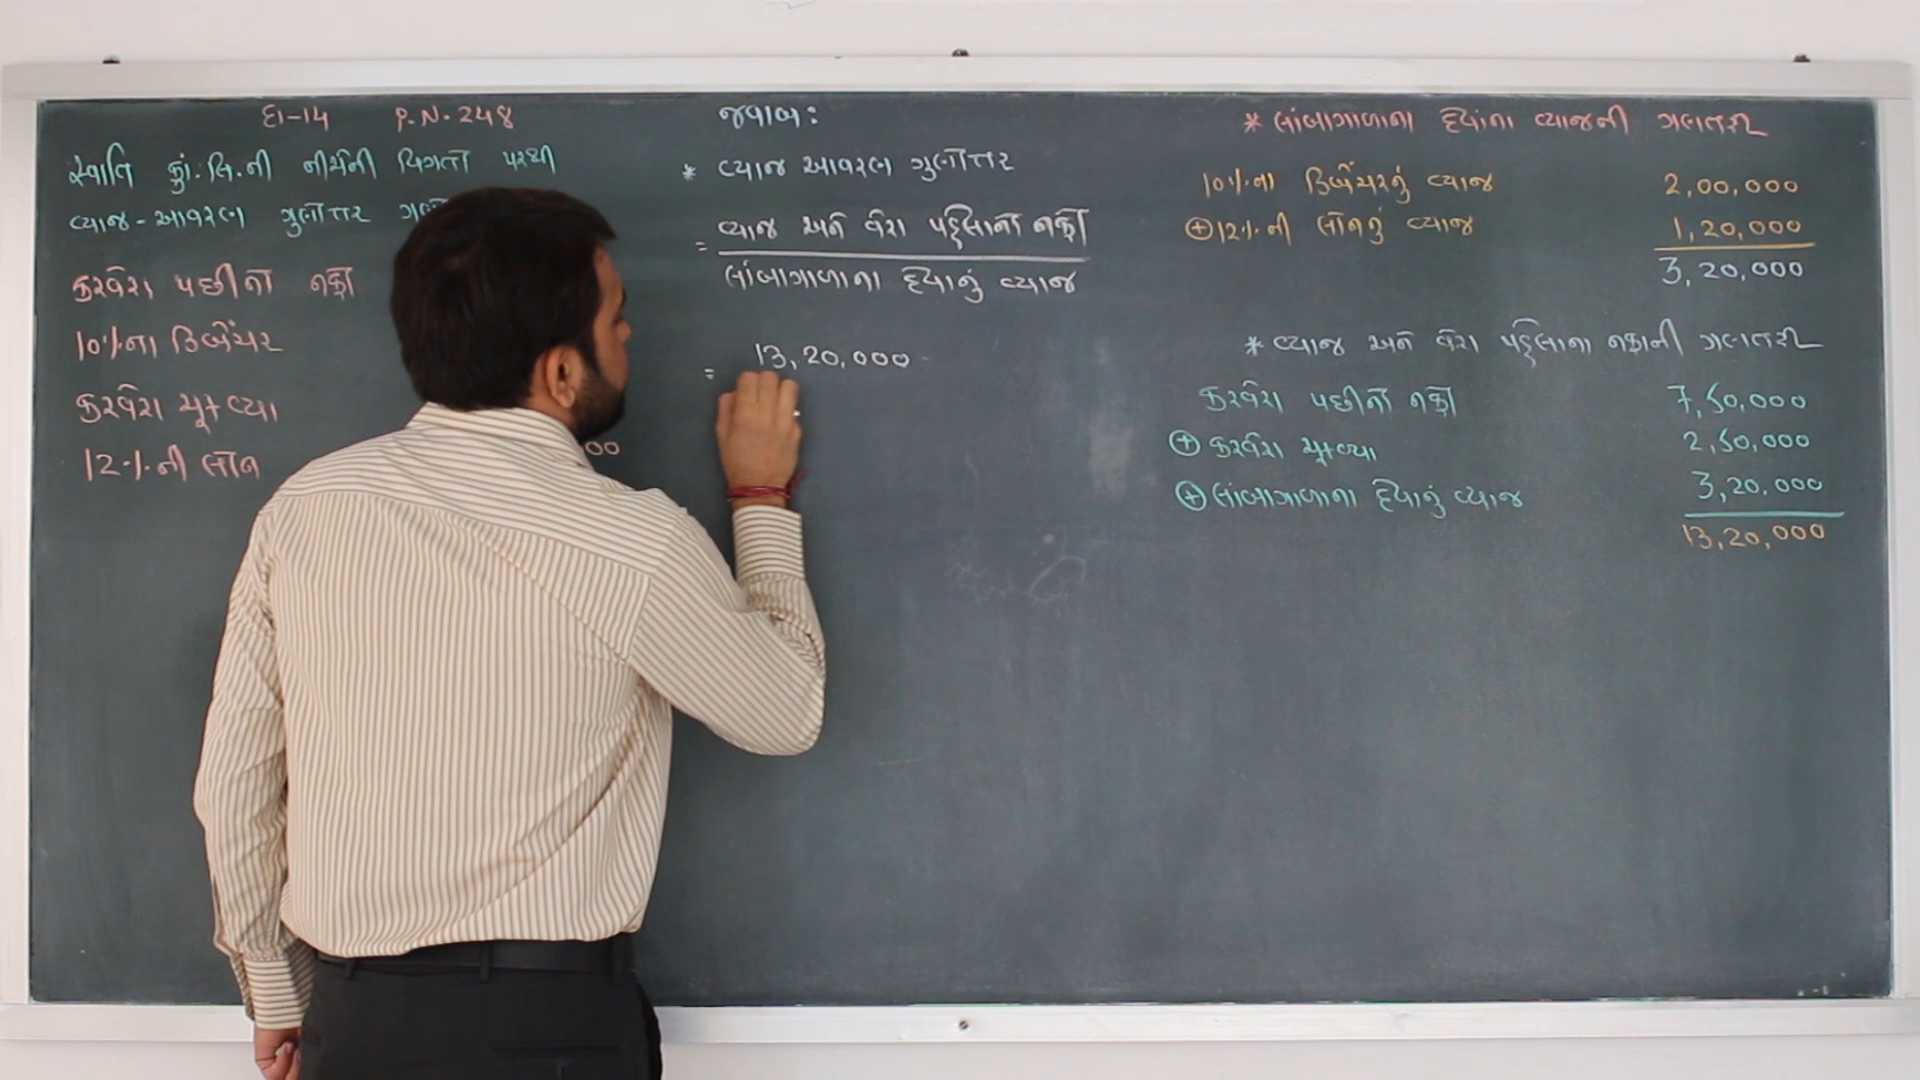 દા-14 P.N.248
સ્વાતિ કું. લિ.ની નીચેની વિગતો પરથી
વ્યાજ-આવરણ ગુણોત્તર
કરવેરા પછીનો નફો
10%ના ડિબેંચર
કરવેરા ચૂકવ્યા
12%ની લોન 00
જવાબ:
* વ્યાજ આવરણ ગુણોત્તર
= વ્યાજ અને વેરા પહેલાનો નફો
લાંબાગાળાના દેવાનું વ્યાજ
= 13,20,000
* લાંબાગાળાના દેવાંના વ્યાજની ગણતરી
10%ના ડિબેંચરનું વ્યાજ 2,00,000
+ 12%ની લોનનું વ્યાજ 1,20,000
3,20,000
* વ્યાજ અને વેરા પહેલાના નફાની ગણતરી
કરવેરા પછીનો નફો 7,50,000
+ કરવેરા ચૂકવ્યા 2,50,000
+ લાંબાગાળાના દેવાનું વ્યાજ 3,20,000
13,20,000